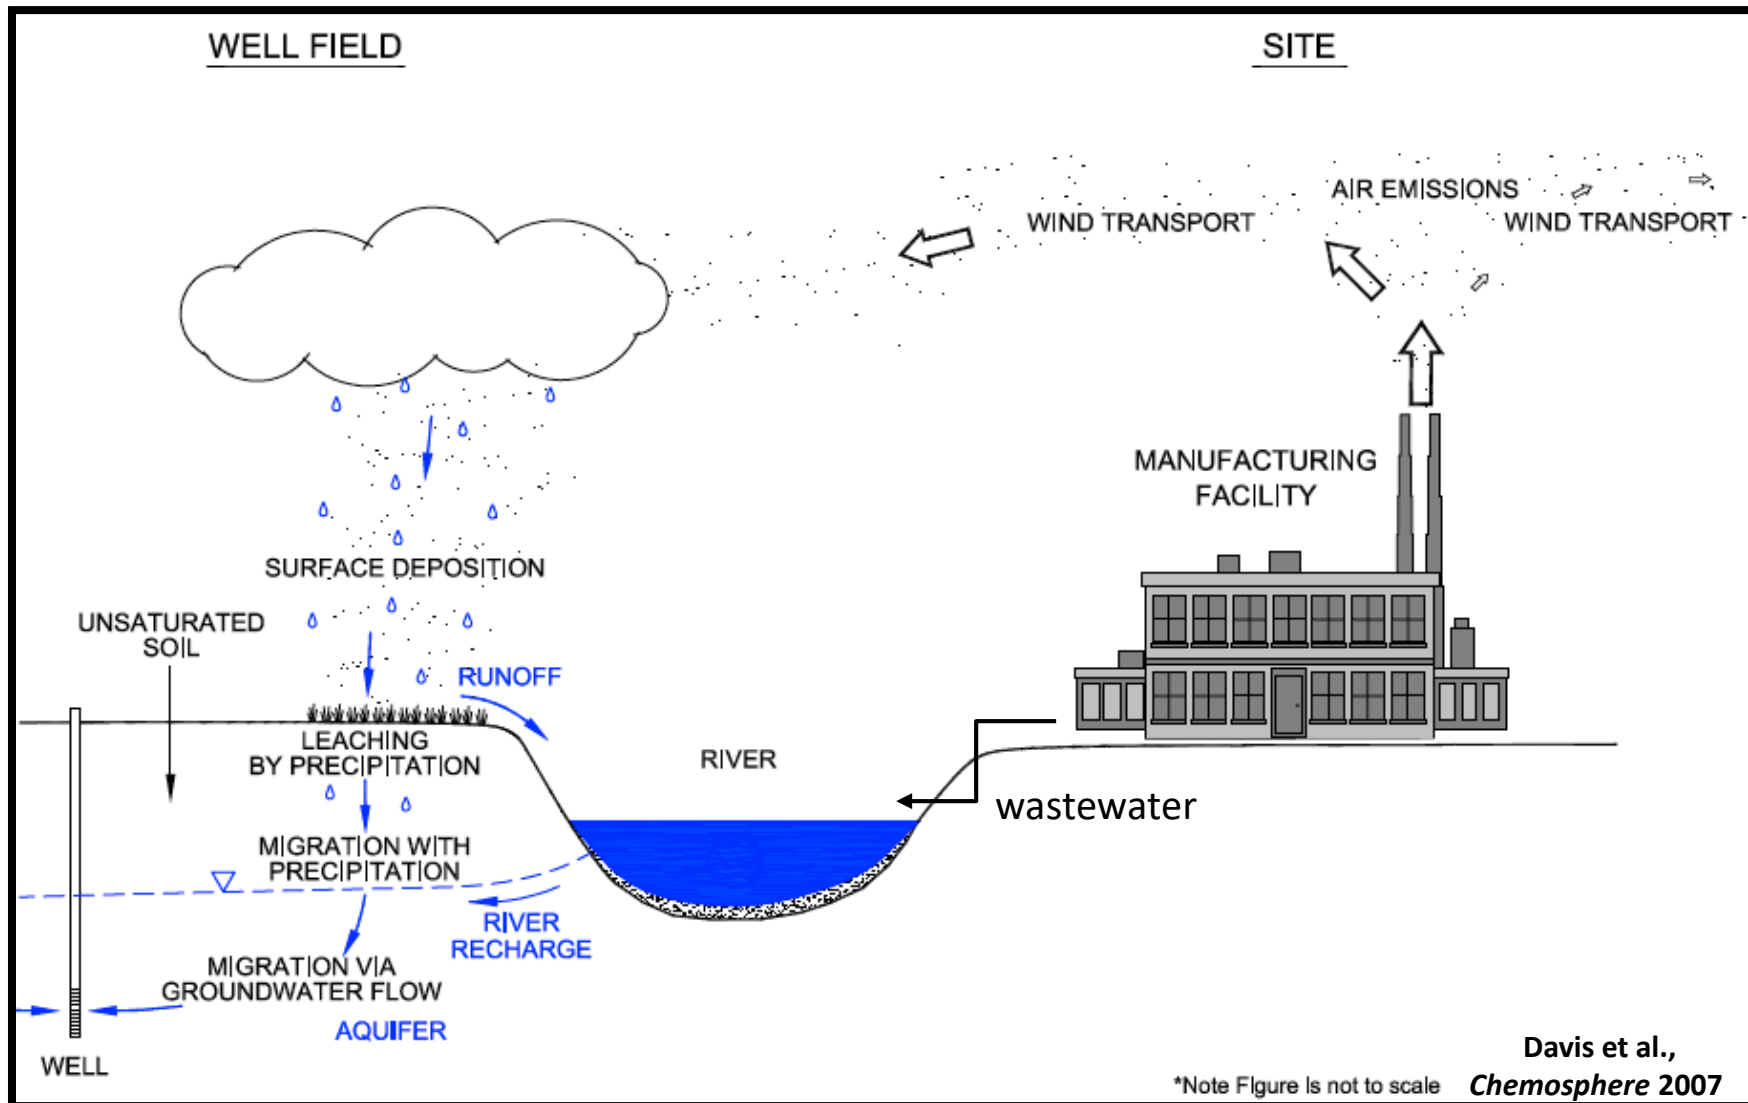 WELL FIELD
SITE
AIR EMISSIONS
WIND TRANSPORT
WIND TRANSPORT
MANUFACTURING
FACILITY
SURFACE DEPOSITION
UNSATURATED
SOIL
RUNOFF
LEACHING
BY PRECIPITATION
RIVER
wastewater
MIGRATION WITH
PRECIPITATION
RIVER
RECHARGE
MIGRATION VIA
GROUNDWATER FLOW
AQUIFER
WELL
*Note Figure is not to scale
Davis et al.,
Chemosphere 2007